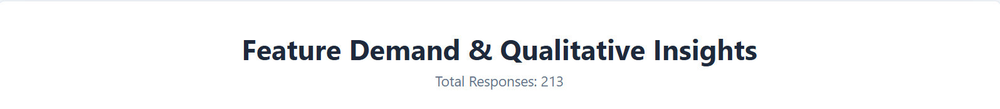 Feature Demand & Qualitative Insights
Total Responses: 213